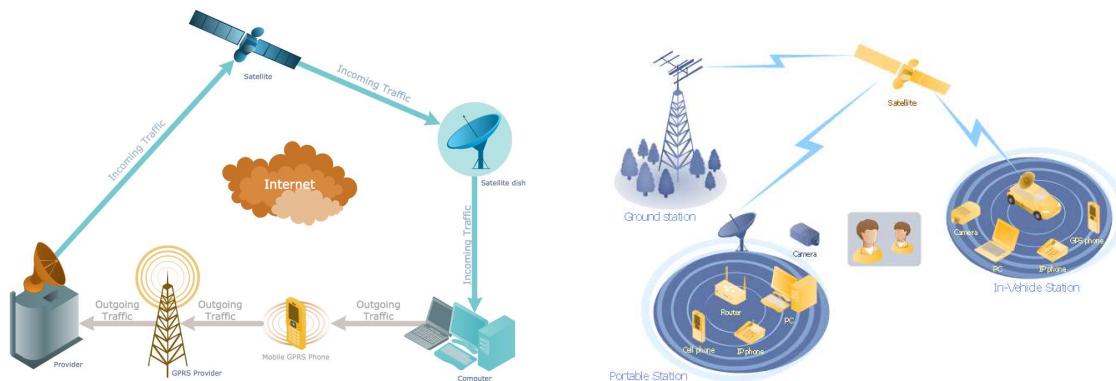 Satellite
Incoming Traffic
Incoming Traffic
Satellite dish
Internet
Incoming Traffic
Outgoing
Traffic
Outgoing
Traffic
Outgoing
Traffic
Mobile GPRS Phone
Provider
GPRS Provider
Computer
Satellite
Ground station
Camera
Camera
GPS phone
PC
IP phone
In-Vehicle Station
Router
PC
Cell phone
IP phone
Portable Station